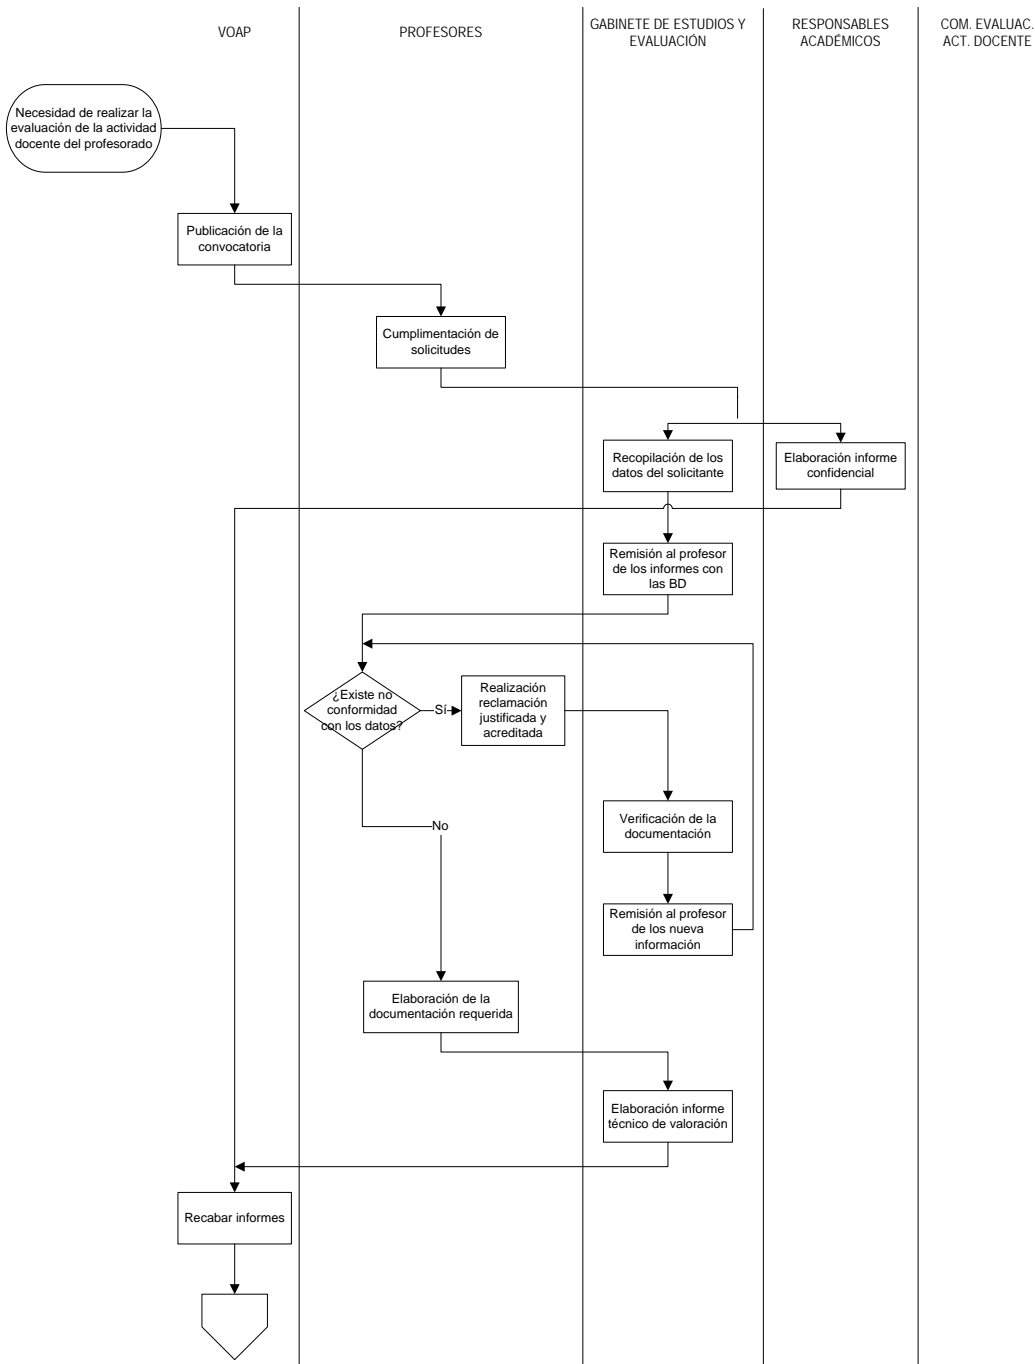 VOAP
PROFESORES
GABINETE DE ESTUDIOS Y
EVALUACIÓN
RESPONSABLES
ACADÉMICOS
COM. EVALUAC.
ACT. DOCENTE
Necesidad de realizar la
evaluación de la actividad
docente del profesorado
Publicación de la
convocatoria
Cumplimentación de
solicitudes
Recopilación de los
datos del solicitante
Elaboración informe
confidencial
Remisión al profesor
de los informes con
las BD
¿Existe no
conformidad
con los datos?
Sí
Realización
reclamación
justificada y
acreditada
Verificación de la
documentación
No
Remisión al profesor
de los nueva
información
Elaboración de la
documentación requerida
Elaboración informe
técnico de valoración
Recabar informes